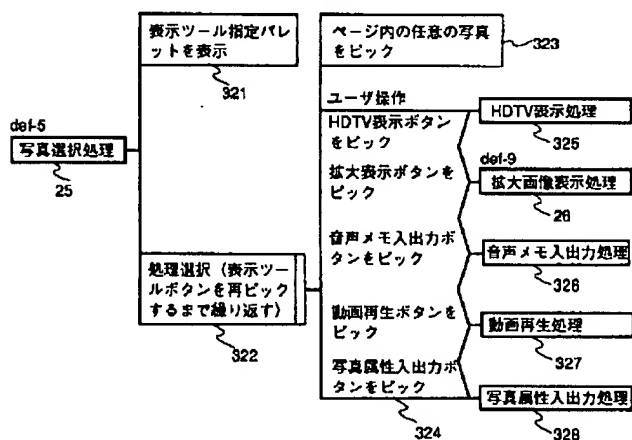 表示ツール指定パレ
ットを表示
321
ページ内の任意の写真
をピック
323
def-5
写真選択処理
25
処理選択（表示ツー
ルボタンを再ピック
するまで繰り返す）
322
ユーザ操作
HDTV表示ボタン
をピック
拡大表示ボタンを
ピック
音声メモ入出力ボ
タンをピック
動画再生ボタンを
ピック
写真属性入出力
ボタンをピック
324
HDTV表示処理
325
def-9
拡大画像表示処理
26
音声メモ入出力処理
326
動画再生処理
327
写真属性入出力処理
328